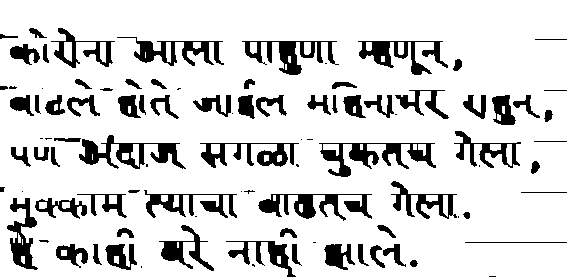 कोरोना आला पाहुणा म्हणून,
वाटले होते जाईल महिनाभर राहुन,
पण अंदाज सगळा चुकतच गेला,
मुक्काम त्याचा वाढतच गेला.
हे काही बरे नाही झाले.